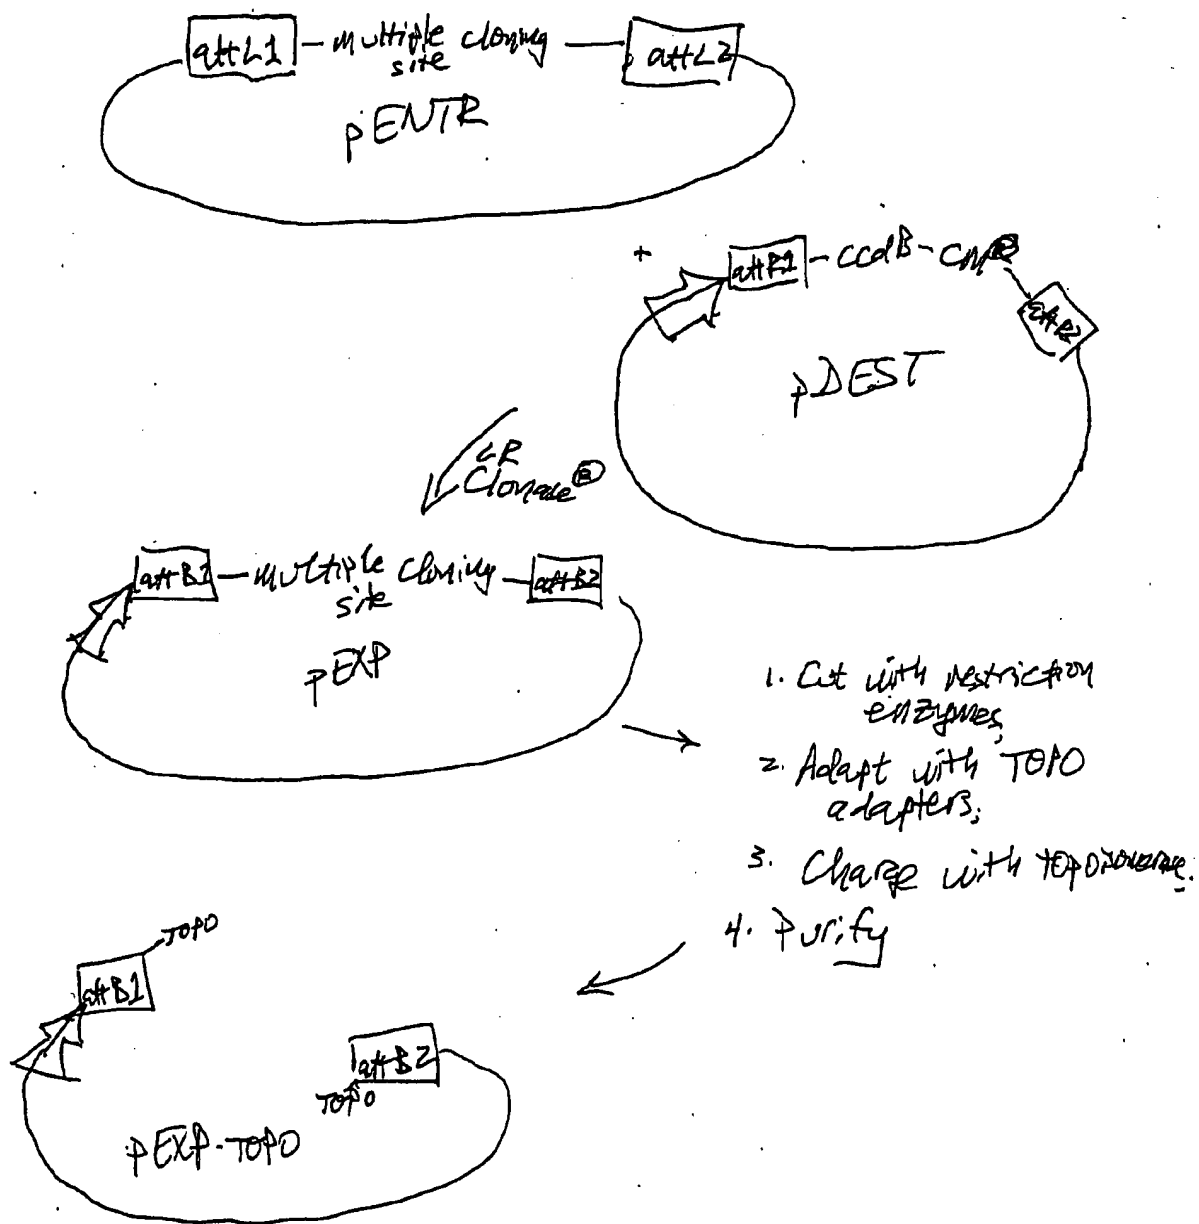 attL1 - multiple cloning site - attL2
pENTR
+
attR1 - ccdB - CmR
attR2
pDEST
LR
Clonase®
attB1 - multiple cloning site - attB2
pEXP
1. Cut with restriction
enzymes;
2. Adapt with TOPO
adapters;
3. Charge with topoisomerase.
4. Purify
TOPO
attB1
attB2
TOPO
pEXP-TOPO